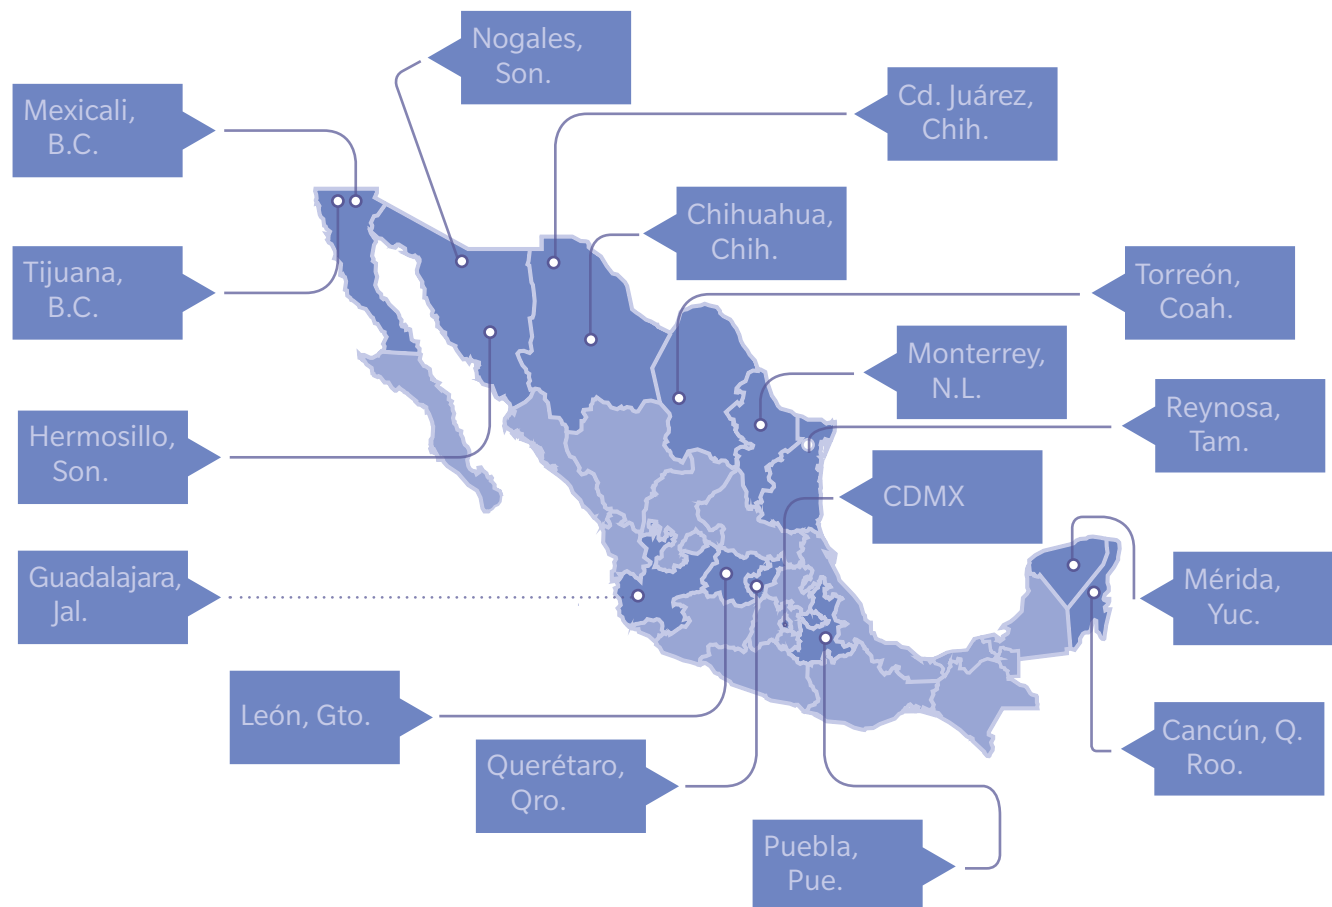 Nogales,
Son.
Mexicali,
B.C.
Cd. Juárez,
Chih.
Chihuahua,
Chih.
Tijuana,
B.C.
Torreón,
Coah.
Monterrey,
N.L.
Reynosa,
Tam.
Hermosillo,
Son.
CDMX
Guadalajara,
Jal.
Mérida,
Yuc.
León, Gto.
Cancún, Q.
Roo.
Querétaro,
Qro.
Puebla,
Pue.